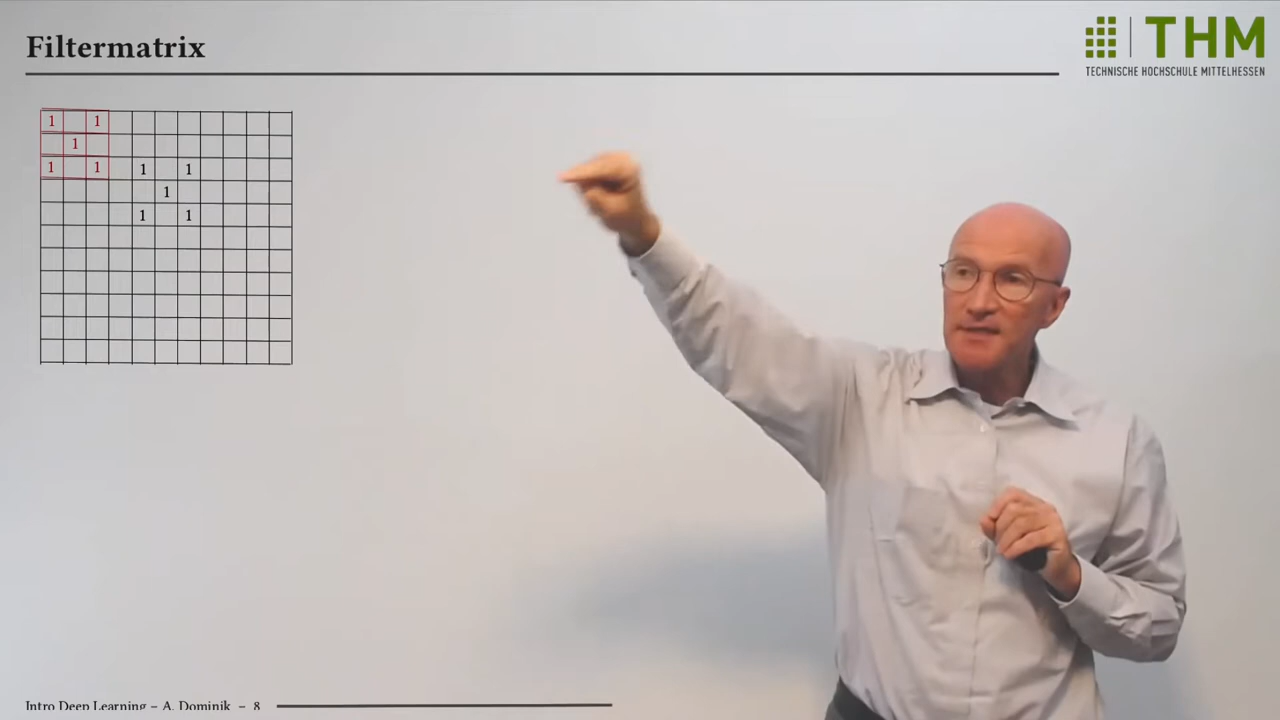 Filtermatrix
THM
TECHNISCHE HOCHSCHULE MITTELHESSEN
1 1
1
1 1 1 1
1
1 1
Intro Deep Learning – A. Dominik – 8